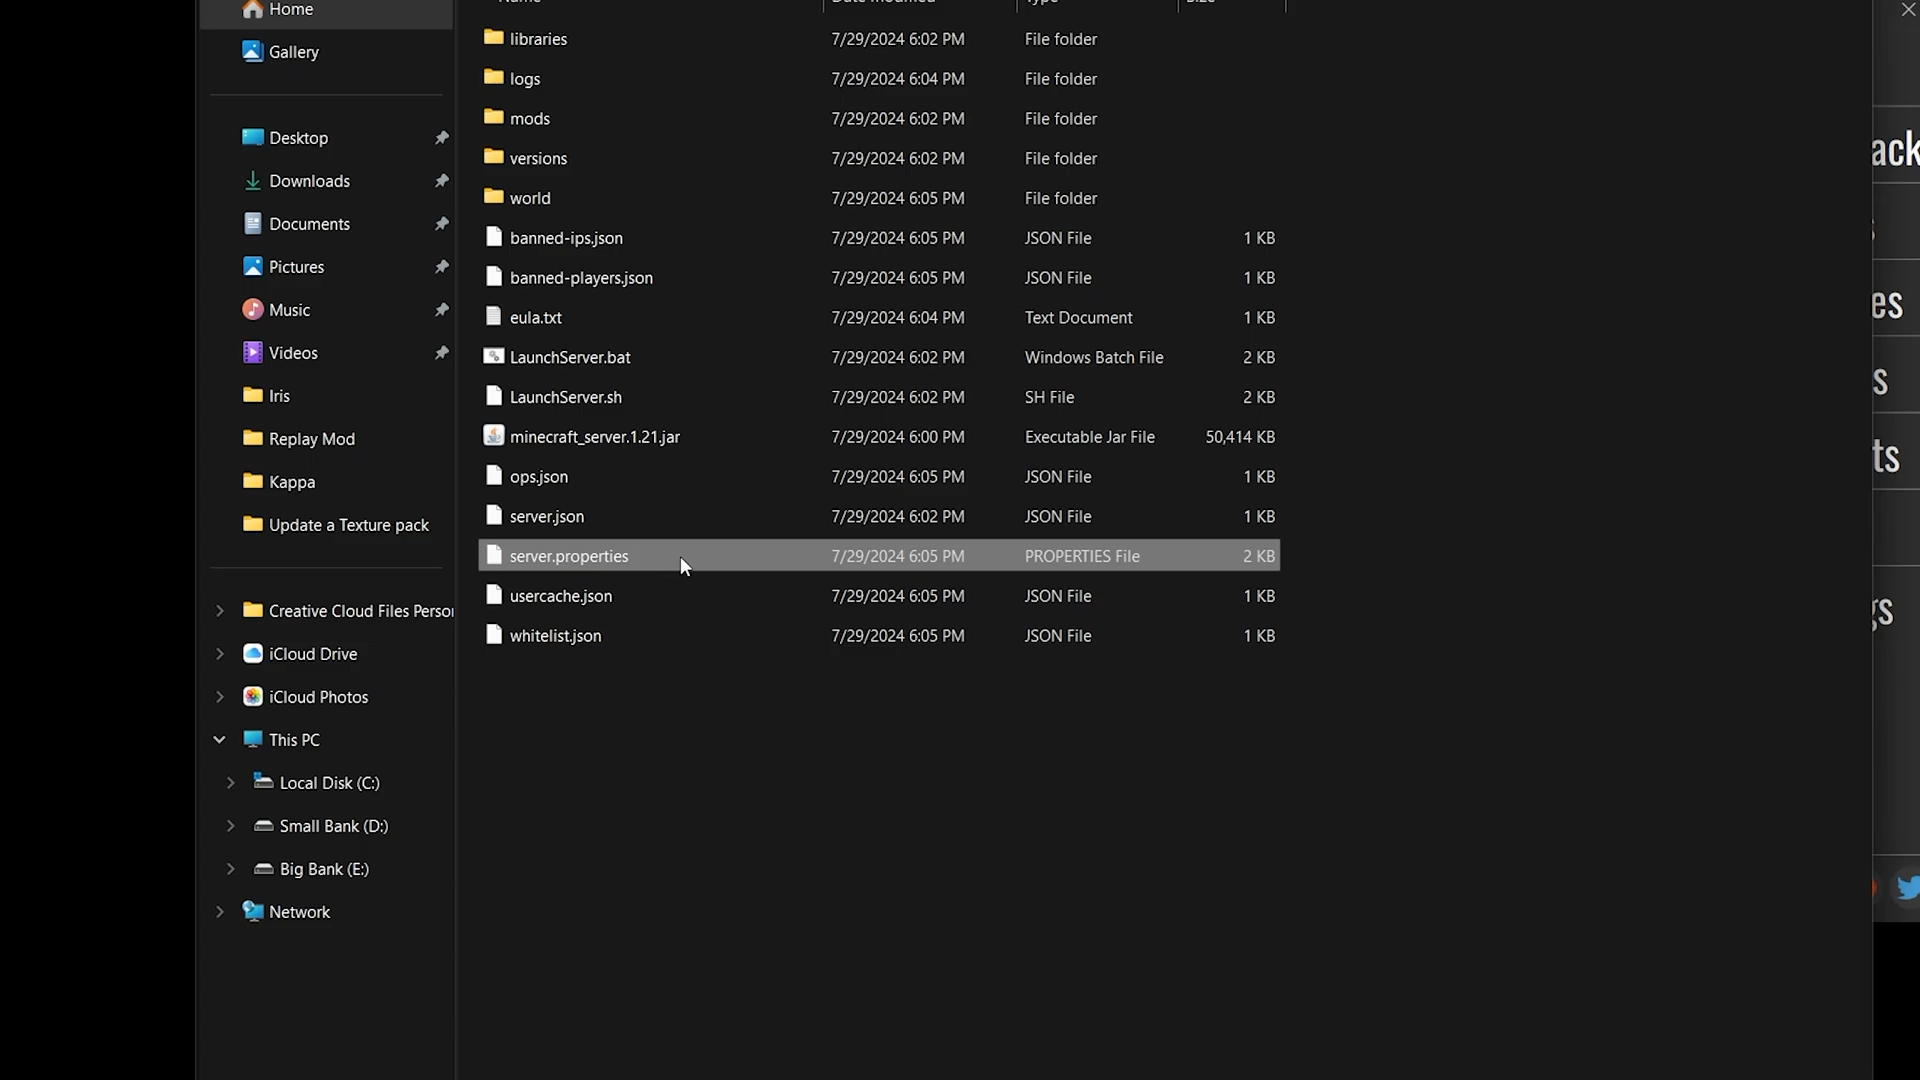 Home
Gallery
Desktop
Downloads
Documents
Pictures
Music
Videos
Iris
Replay Mod
Kappa
Update a Texture pack
Creative Cloud Files Perso
iCloud Drive
iCloud Photos
This PC
Local Disk (C:)
Small Bank (D:)
Big Bank (E:)
Network
Name Date modified Type Size
libraries 7/29/2024 6:02 PM File folder
logs 7/29/2024 6:04 PM File folder
mods 7/29/2024 6:02 PM File folder
versions 7/29/2024 6:02 PM File folder
world 7/29/2024 6:05 PM File folder
banned-ips.json 7/29/2024 6:05 PM JSON File 1 KB
banned-players.json 7/29/2024 6:05 PM JSON File 1 KB
eula.txt 7/29/2024 6:04 PM Text Document 1 KB
LaunchServer.bat 7/29/2024 6:02 PM Windows Batch File 2 KB
LaunchServer.sh 7/29/2024 6:02 PM SH File 2 KB
minecraft_server.1.21.jar 7/29/2024 6:00 PM Executable Jar File 50,414 KB
ops.json 7/29/2024 6:05 PM JSON File 1 KB
server.json 7/29/2024 6:02 PM JSON File 1 KB
server.properties 7/29/2024 6:05 PM PROPERTIES File 2 KB
usercache.json 7/29/2024 6:05 PM JSON File 1 KB
whitelist.json 7/29/2024 6:05 PM JSON File 1 KB
ack
es
s
ts
gs